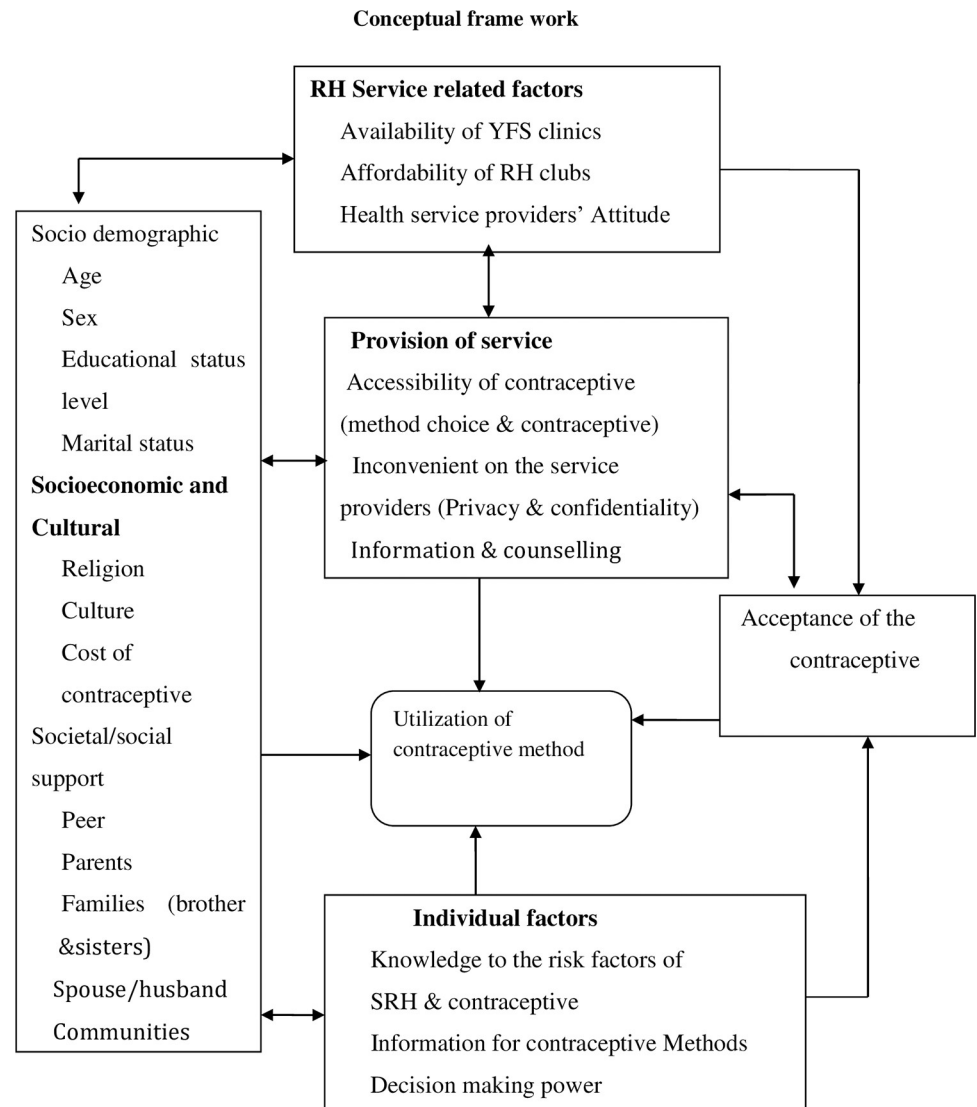 Conceptual frame work
RH Service related factors
Availability of YFS clinics
Affordability of RH clubs
Health service providers’ Attitude
Socio demographic
Age
Sex
Educational status
level
Marital status
Socioeconomic and
Cultural
Religion
Culture
Cost of
contraceptive
Societal/social
support
Peer
Parents
Families (brother
&sisters)
Spouse/husband
Communities
Provision of service
Accessibility of contraceptive
(method choice & contraceptive)
Inconvenient on the service
providers (Privacy & confidentiality)
Information & counselling
Acceptance of the
contraceptive
Utilization of
contraceptive method
Individual factors
Knowledge to the risk factors of
SRH & contraceptive
Information for contraceptive Methods
Decision making power